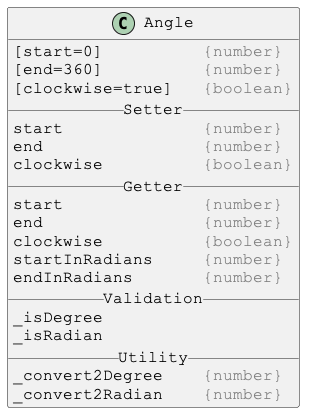 C Angle
[start=0] {number}
[end=360] {number}
[clockwise=true] {boolean}
Setter
start {number}
end {number}
clockwise {boolean}
Getter
start {number}
end {number}
clockwise {boolean}
startInRadians {number}
endInRadians {number}
Validation
_isDegree
_isRadian
Utility
_convert2Degree {number}
_convert2Radian {number}